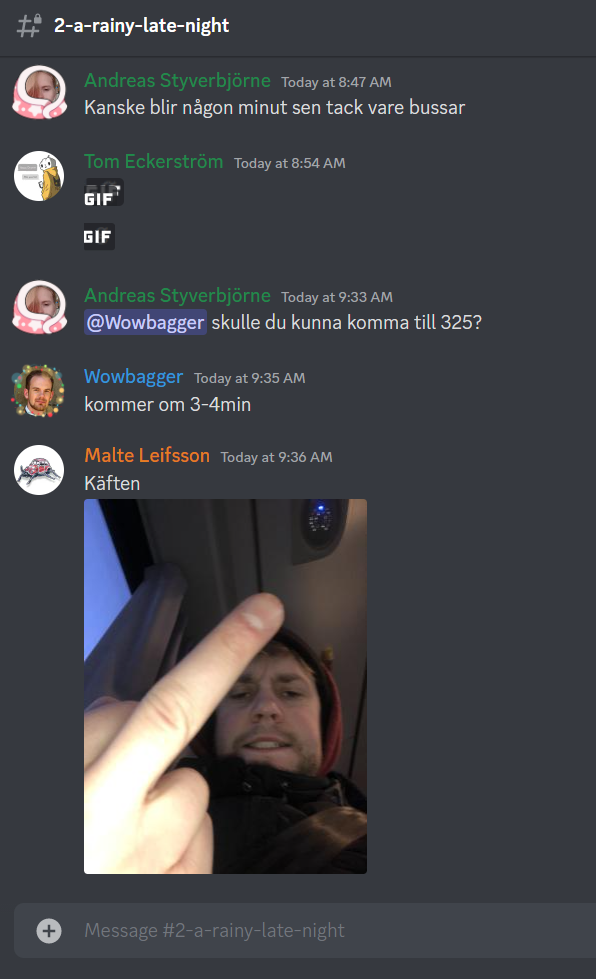 2-a-rainy-late-night
Andreas Styverbjörne Today at 8:47 AM
Kanske blir någon minut sen tack vare bussar
Tom Eckerström Today at 8:54 AM
GIF
GIF
Andreas Styverbjörne Today at 9:33 AM
@Wowbagger skulle du kunna komma till 325?
Wowbagger Today at 9:35 AM
kommer om 3-4min
Malte Leifsson Today at 9:36 AM
Käften
Message #2-a-rainy-late-night